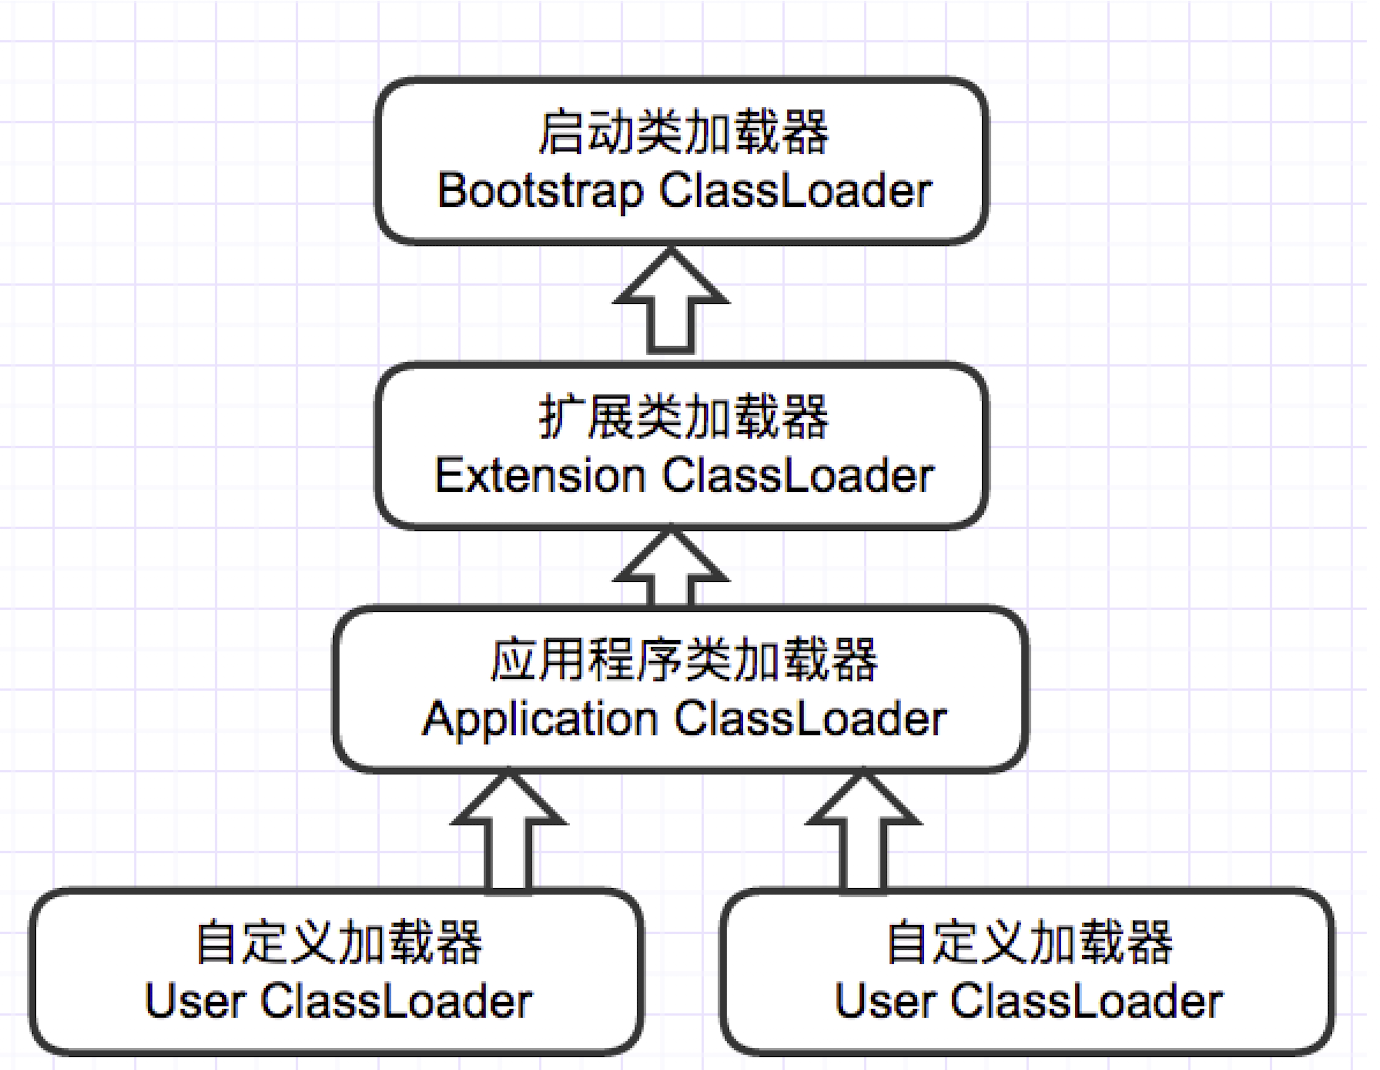 启动类加载器
Bootstrap ClassLoader
扩展类加载器
Extension ClassLoader
应用程序类加载器
Application ClassLoader
自定义加载器
User ClassLoader
自定义加载器
User ClassLoader